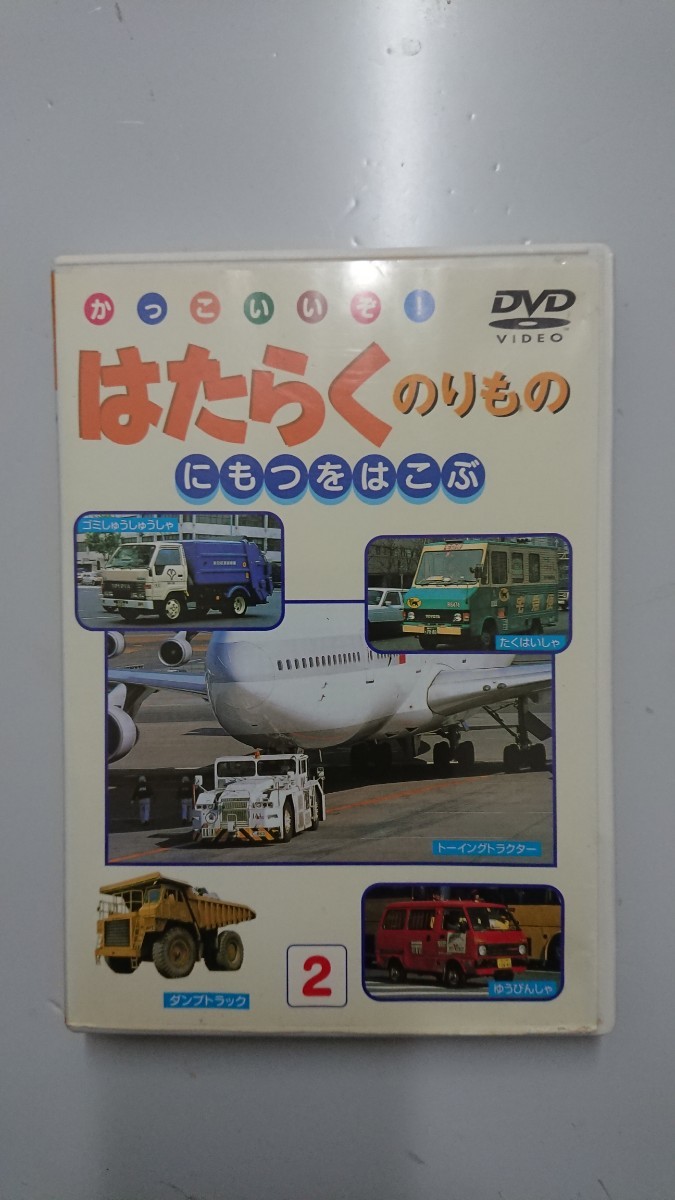 かっこいいぞ！
DVD
VIDEO
はたらくのりもの
にもつをはこぶ
ゴミしゅうしゅうしゃ
たくはいしゃ
宅急便
トーイングトラクター
ダンプトラック
2
ゆうびんしゃ